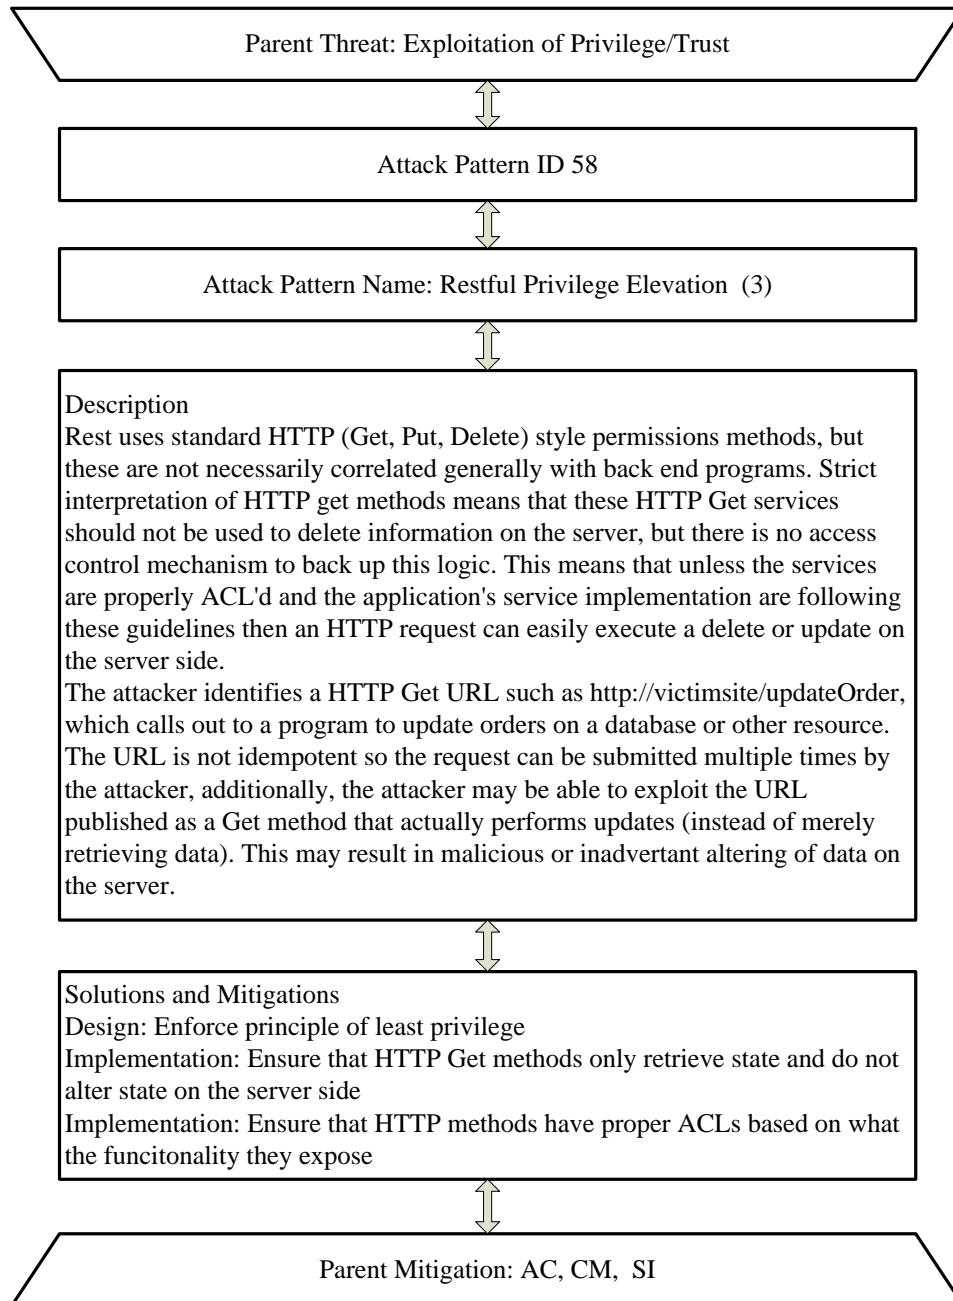 Parent Threat: Exploitation of Privilege/Trust
Attack Pattern ID 58
Attack Pattern Name: Restful Privilege Elevation  (3)
Description
Rest uses standard HTTP (Get, Put, Delete) style permissions methods, but
these are not necessarily correlated generally with back end programs. Strict
interpretation of HTTP get methods means that these HTTP Get services
should not be used to delete information on the server, but there is no access
control mechanism to back up this logic. This means that unless the services
are properly ACL'd and the application's service implementation are following
these guidelines then an HTTP request can easily execute a delete or update on
the server side.
The attacker identifies a HTTP Get URL such as http://victimsite/updateOrder,
which calls out to a program to update orders on a database or other resource.
The URL is not idempotent so the request can be submitted multiple times by
the attacker, additionally, the attacker may be able to exploit the URL
published as a Get method that actually performs updates (instead of merely
retrieving data). This may result in malicious or inadvertant altering of data on
the server.
Solutions and Mitigations
Design: Enforce principle of least privilege
Implementation: Ensure that HTTP Get methods only retrieve state and do not
alter state on the server side
Implementation: Ensure that HTTP methods have proper ACLs based on what
the funcitonality they expose
Parent Mitigation: AC, CM,  SI